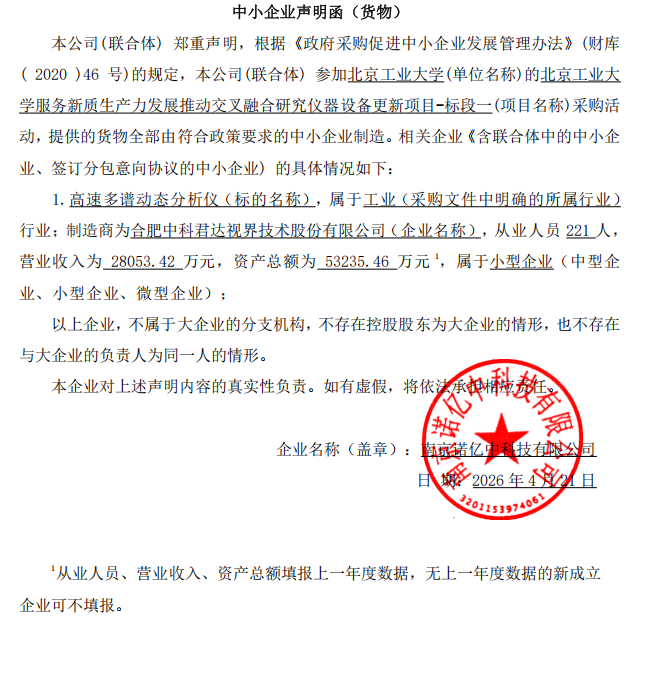 中小企业声明函（货物）
本公司(联合体) 郑重声明，根据《政府采购促进中小企业发展管理办法》(财库
( 2020 )46 号)的规定，本公司(联合体) 参加北京工业大学(单位名称)的北京工业大
学服务新质生产力发展推动交叉融合研究仪器设备更新项目-标段一(项目名称)采购活
动，提供的货物全部由符合政策要求的中小企业制造。相关企业《含联合体中的中小企
业、签订分包意向协议的中小企业) 的具体情况如下：
1. 高速多谱动态分析仪（标的名称），属于工业（采购文件中明确的所属行业）
行业；制造商为合肥中科君达视界技术股份有限公司（企业名称），从业人员 221 人，
营业收入为 28053.42 万元，资产总额为 53235.46 万元¹，属于小型企业（中型企
业、小型企业、微型企业）；
以上企业，不属于大企业的分支机构，不存在控股股东为大企业的情形，也不存在
与大企业的负责人为同一人的情形。
本企业对上述声明内容的真实性负责。如有虚假，将依法承担相应责任。
企业名称（盖章）：南京诺亿中科技有限公司
日 期：2026 年 4 月 21 日
南京诺亿中科技有限公司
3201153974061
¹从业人员、营业收入、资产总额填报上一年度数据，无上一年度数据的新成立
企业可不填报。